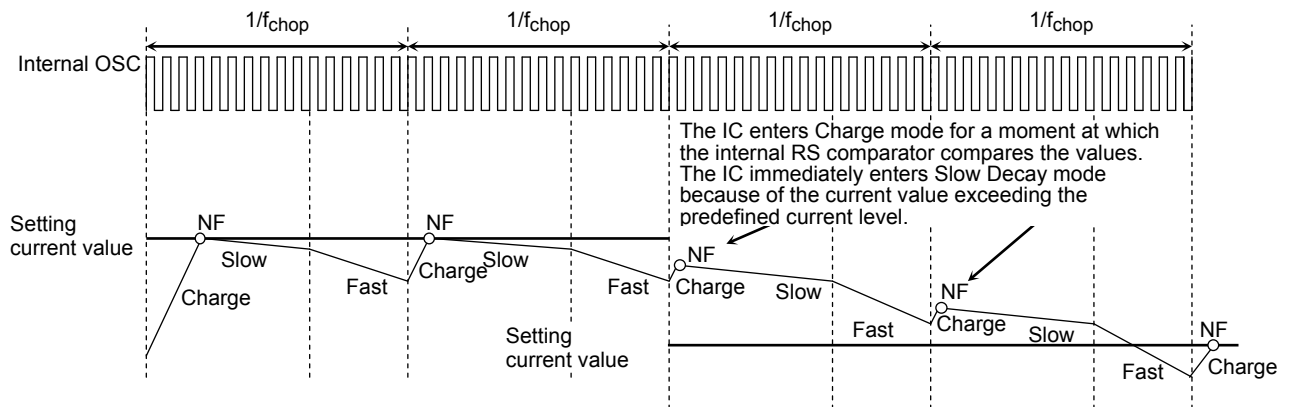 1/fchop
1/fchop
1/fchop
1/fchop
Internal OSC
The IC enters Charge mode for a moment at which
the internal RS comparator compares the values.
The IC immediately enters Slow Decay mode
because of the current value exceeding the
predefined current level.
Setting
current value
NF
Slow
Charge
Fast
NF
Charge
Slow
Fast
NF
Charge
Slow
Fast
NF
Charge
Slow
Fast
NF
Charge
Setting
current value